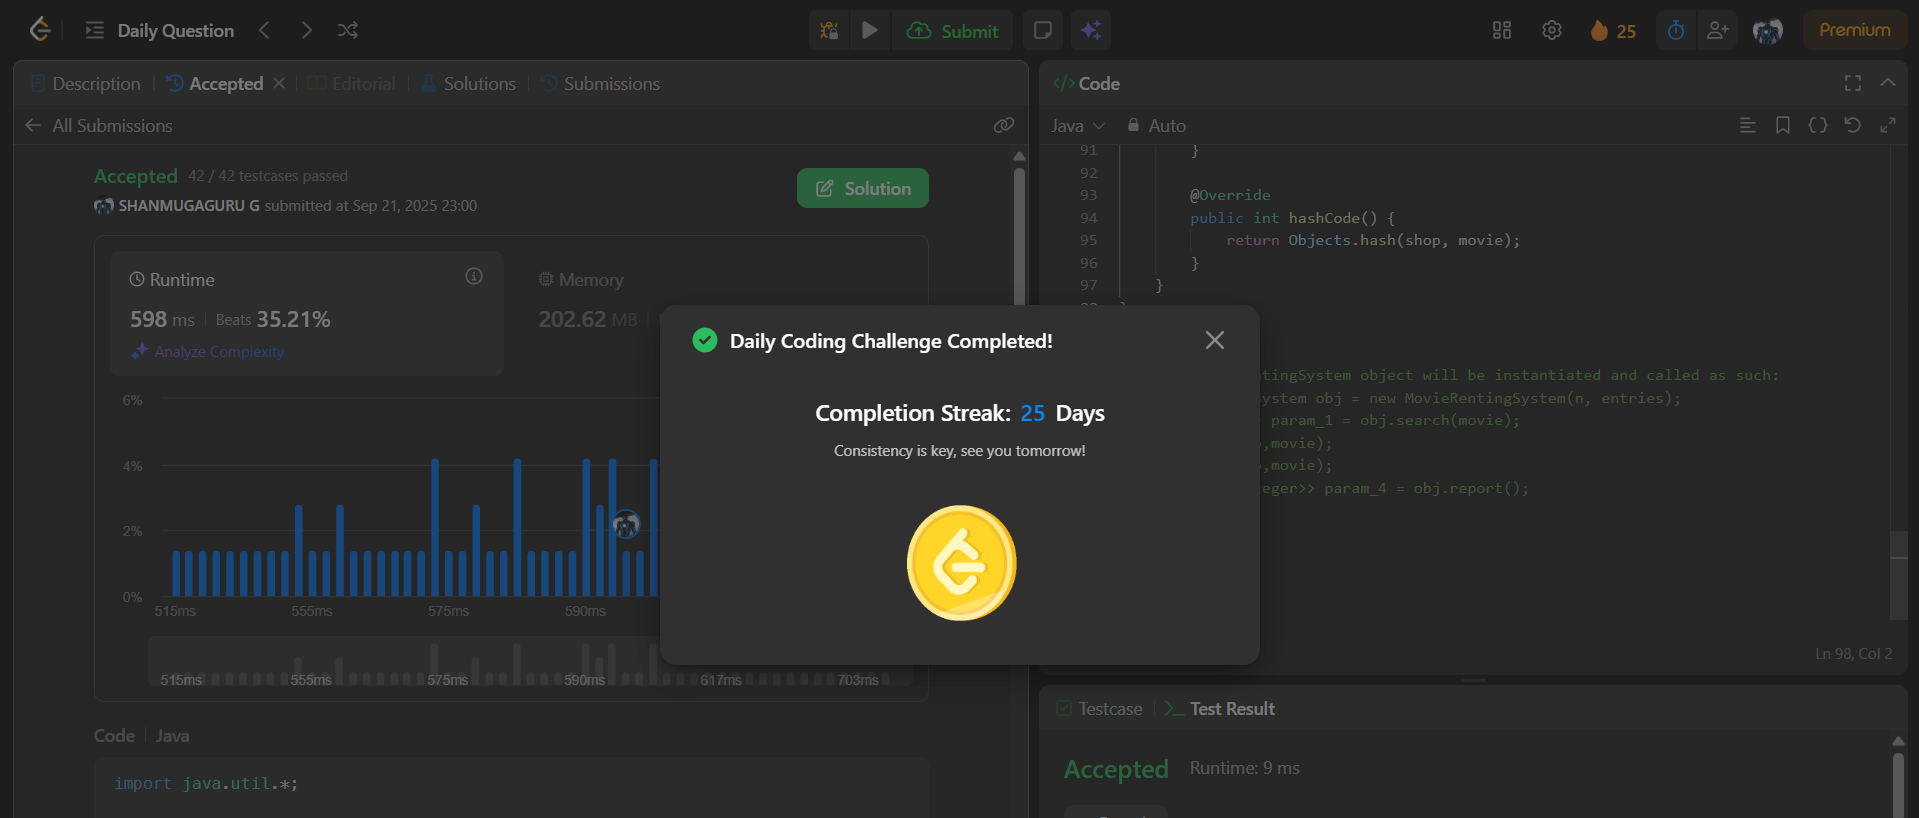 Daily Question
Submit
25
Premium
Description
Accepted
Editorial
Solutions
Submissions
All Submissions
Accepted 42 / 42 testcases passed
SHANMUGAGURU G submitted at Sep 21, 2025 23:00
Solution
Runtime
598 ms Beats 35.21%
Analyze Complexity
Memory
202.62 MB
6%
4%
2%
0%
515ms 555ms 575ms 590ms
515ms 555ms 575ms 590ms 617ms 703ms
Code Java
import java.util.*;
Daily Coding Challenge Completed!
Completion Streak: 25 Days
Consistency is key, see you tomorrow!
</> Code
Java Auto
91 }
92
93 @Override
94 public int hashCode() {
95 return Objects.hash(shop, movie);
96 }
97 }
tingSystem object will be instantiated and called as such:
ystem obj = new MovieRentingSystem(n, entries);
param_1 = obj.search(movie);
,movie);
,movie);
eger>> param_4 = obj.report();
Ln 98, Col 2
Testcase
Test Result
Accepted Runtime: 9 ms